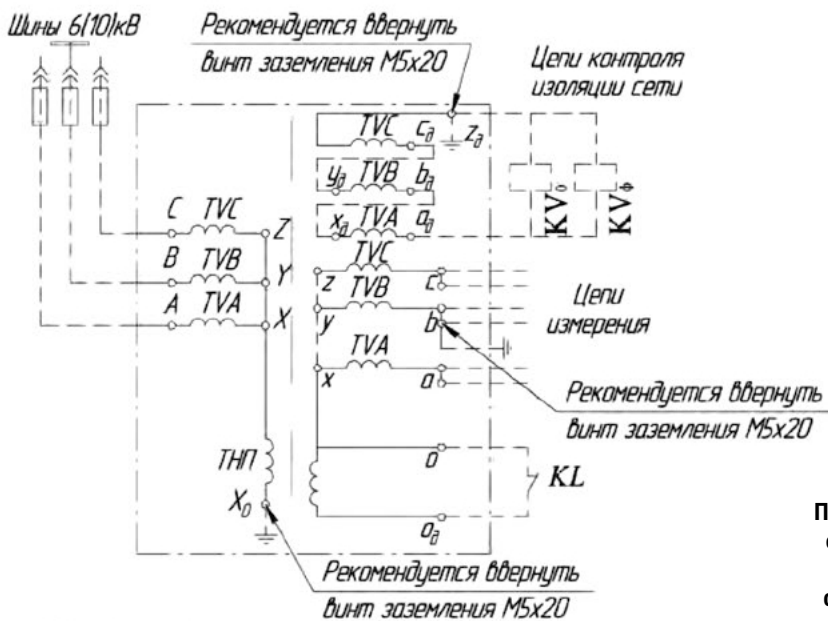 Шины 6(10)кВ
Рекомендуется ввернуть
винт заземления М5х20
Цепи контроля
изоляции сети
TVC
cд
zд
yд
TVB
bд
xд
TVA
aд
KV₀
KVф
C
TVC
Z
B
TVB
Y
A
TVA
X
TVC
z
c
TVB
y
b
TVA
x
a
Цепи
измерения
Рекомендуется ввернуть
винт заземления М5х20
ТНП
X₀
o
KL
oд
Рекомендуется ввернуть
винт заземления М5х20
П
с